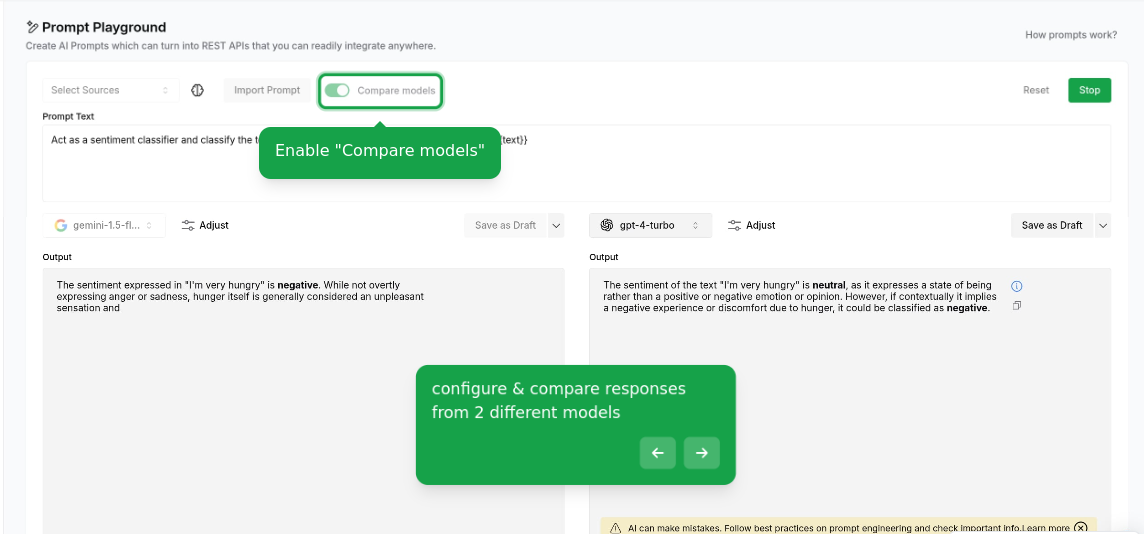 Prompt Playground
Create AI Prompts which can turn into REST APIs that you can readily integrate anywhere.
How prompts work?
Select Sources
Import Prompt
Compare models
Reset
Stop
Prompt Text
Act as a sentiment classifier and classify the t
text}}
Enable "Compare models"
gemini-1.5-fl...
Adjust
Save as Draft
gpt-4-turbo
Adjust
Save as Draft
Output
Output
The sentiment expressed in "I'm very hungry" is negative. While not overtly
expressing anger or sadness, hunger itself is generally considered an unpleasant
sensation and
The sentiment of the text "I'm very hungry" is neutral, as it expresses a state of being
rather than a positive or negative emotion or opinion. However, if contextually it implies
a negative experience or discomfort due to hunger, it could be classified as negative.
configure & compare responses
from 2 different models
AI can make mistakes. Follow best practices on prompt engineering and check important info.Learn more